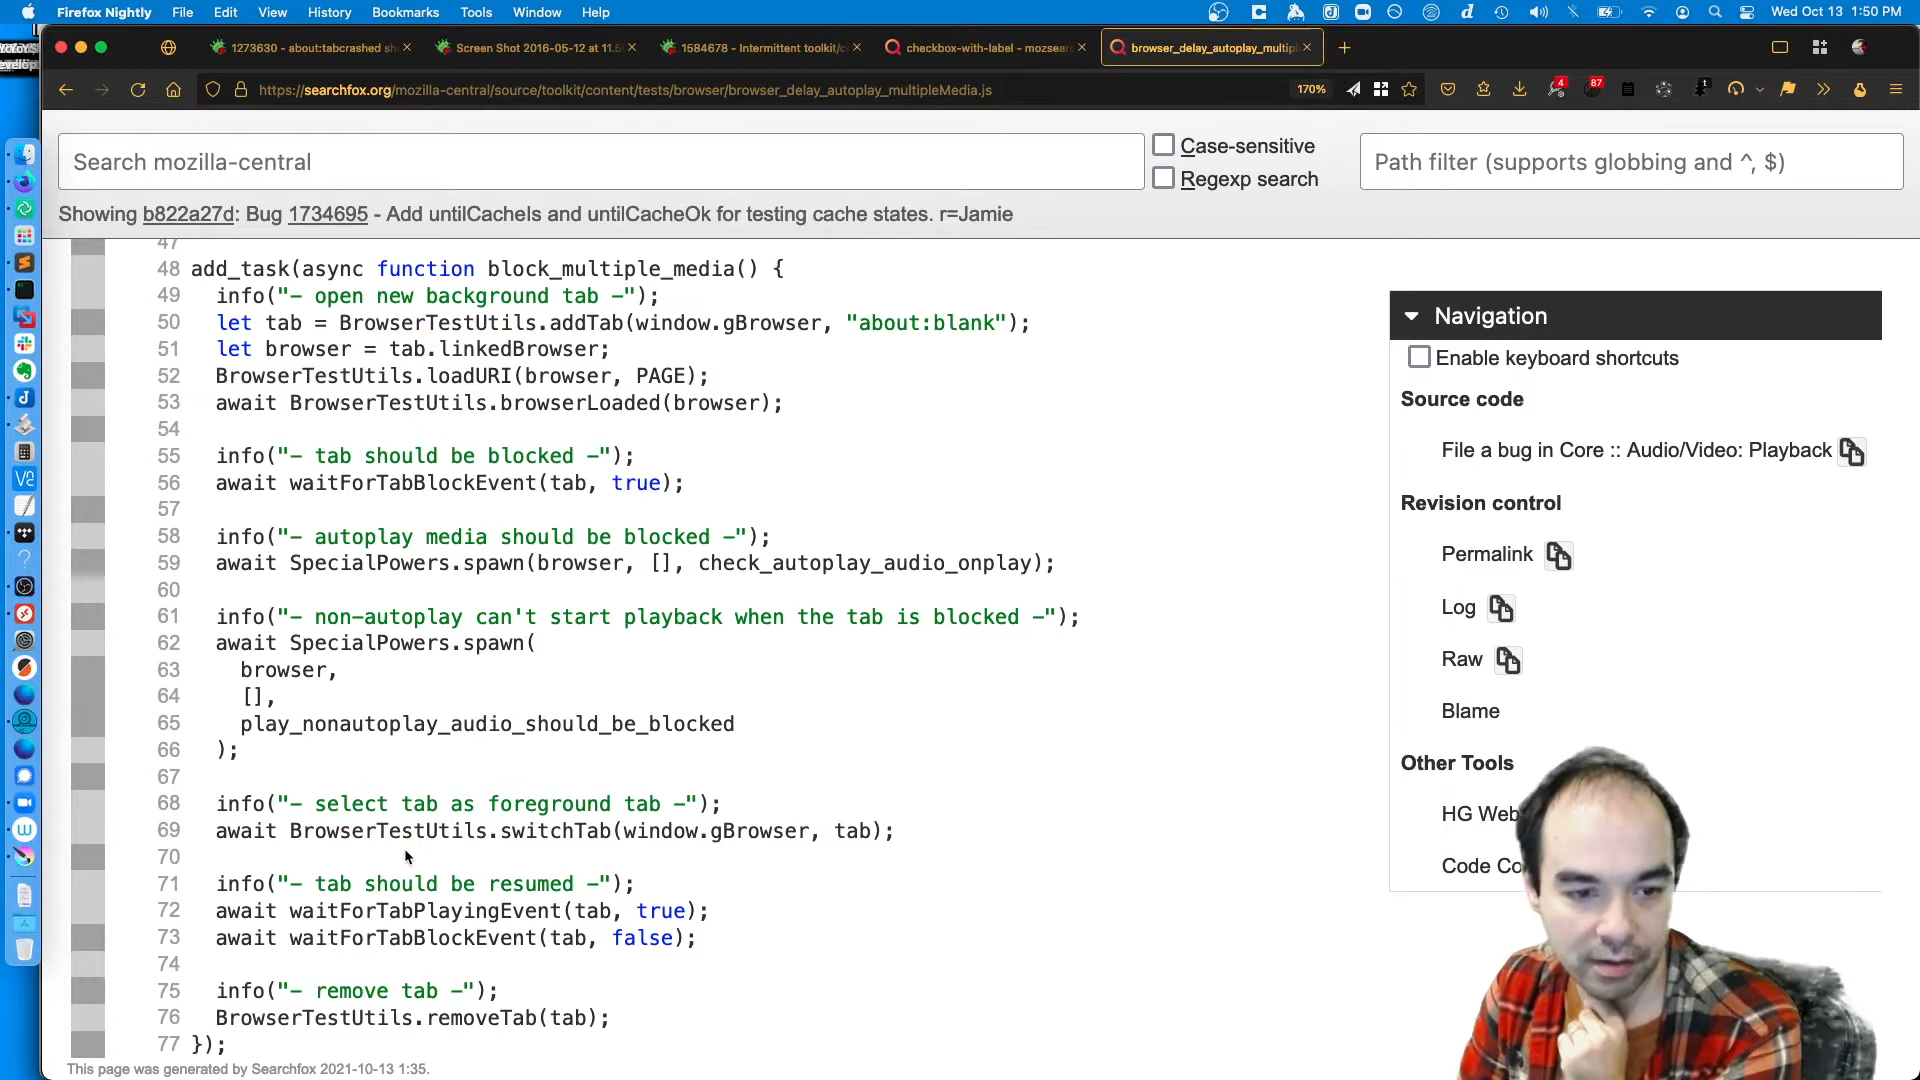 Firefox Nightly File Edit View History Bookmarks Tools Window Help Wed Oct 13 1:50 PM
1273630 - about:tabcrashed sh
Screen Shot 2016-05-12 at 11.5
1584678 - Intermittent toolkit/c
checkbox-with-label - mozsear
browser_delay_autoplay_multip
https://searchfox.org/mozilla-central/source/toolkit/content/tests/browser/browser_delay_autoplay_multipleMedia.js 170% 4 87
Search mozilla-central
Case-sensitive
Regexp search
Path filter (supports globbing and ^, $)
Showing b822a27d: Bug 1734695 - Add untilCacheIs and untilCacheOk for testing cache states. r=Jamie
47
48 add_task(async function block_multiple_media() {
49 info("- open new background tab -");
50 let tab = BrowserTestUtils.addTab(window.gBrowser, "about:blank");
51 let browser = tab.linkedBrowser;
52 BrowserTestUtils.loadURI(browser, PAGE);
53 await BrowserTestUtils.browserLoaded(browser);
54
55 info("- tab should be blocked -");
56 await waitForTabBlockEvent(tab, true);
57
58 info("- autoplay media should be blocked -");
59 await SpecialPowers.spawn(browser, [], check_autoplay_audio_onplay);
60
61 info("- non-autoplay can't start playback when the tab is blocked -");
62 await SpecialPowers.spawn(
63 browser,
64 [],
65 play_nonautoplay_audio_should_be_blocked
66 );
67
68 info("- select tab as foreground tab -");
69 await BrowserTestUtils.switchTab(window.gBrowser, tab);
70
71 info("- tab should be resumed -");
72 await waitForTabPlayingEvent(tab, true);
73 await waitForTabBlockEvent(tab, false);
74
75 info("- remove tab -");
76 BrowserTestUtils.removeTab(tab);
77 });
This page was generated by Searchfox 2021-10-13 1:35.
Navigation
Enable keyboard shortcuts
Source code
File a bug in Core :: Audio/Video: Playback
Revision control
Permalink
Log
Raw
Blame
Other Tools
HG Web
Code Co